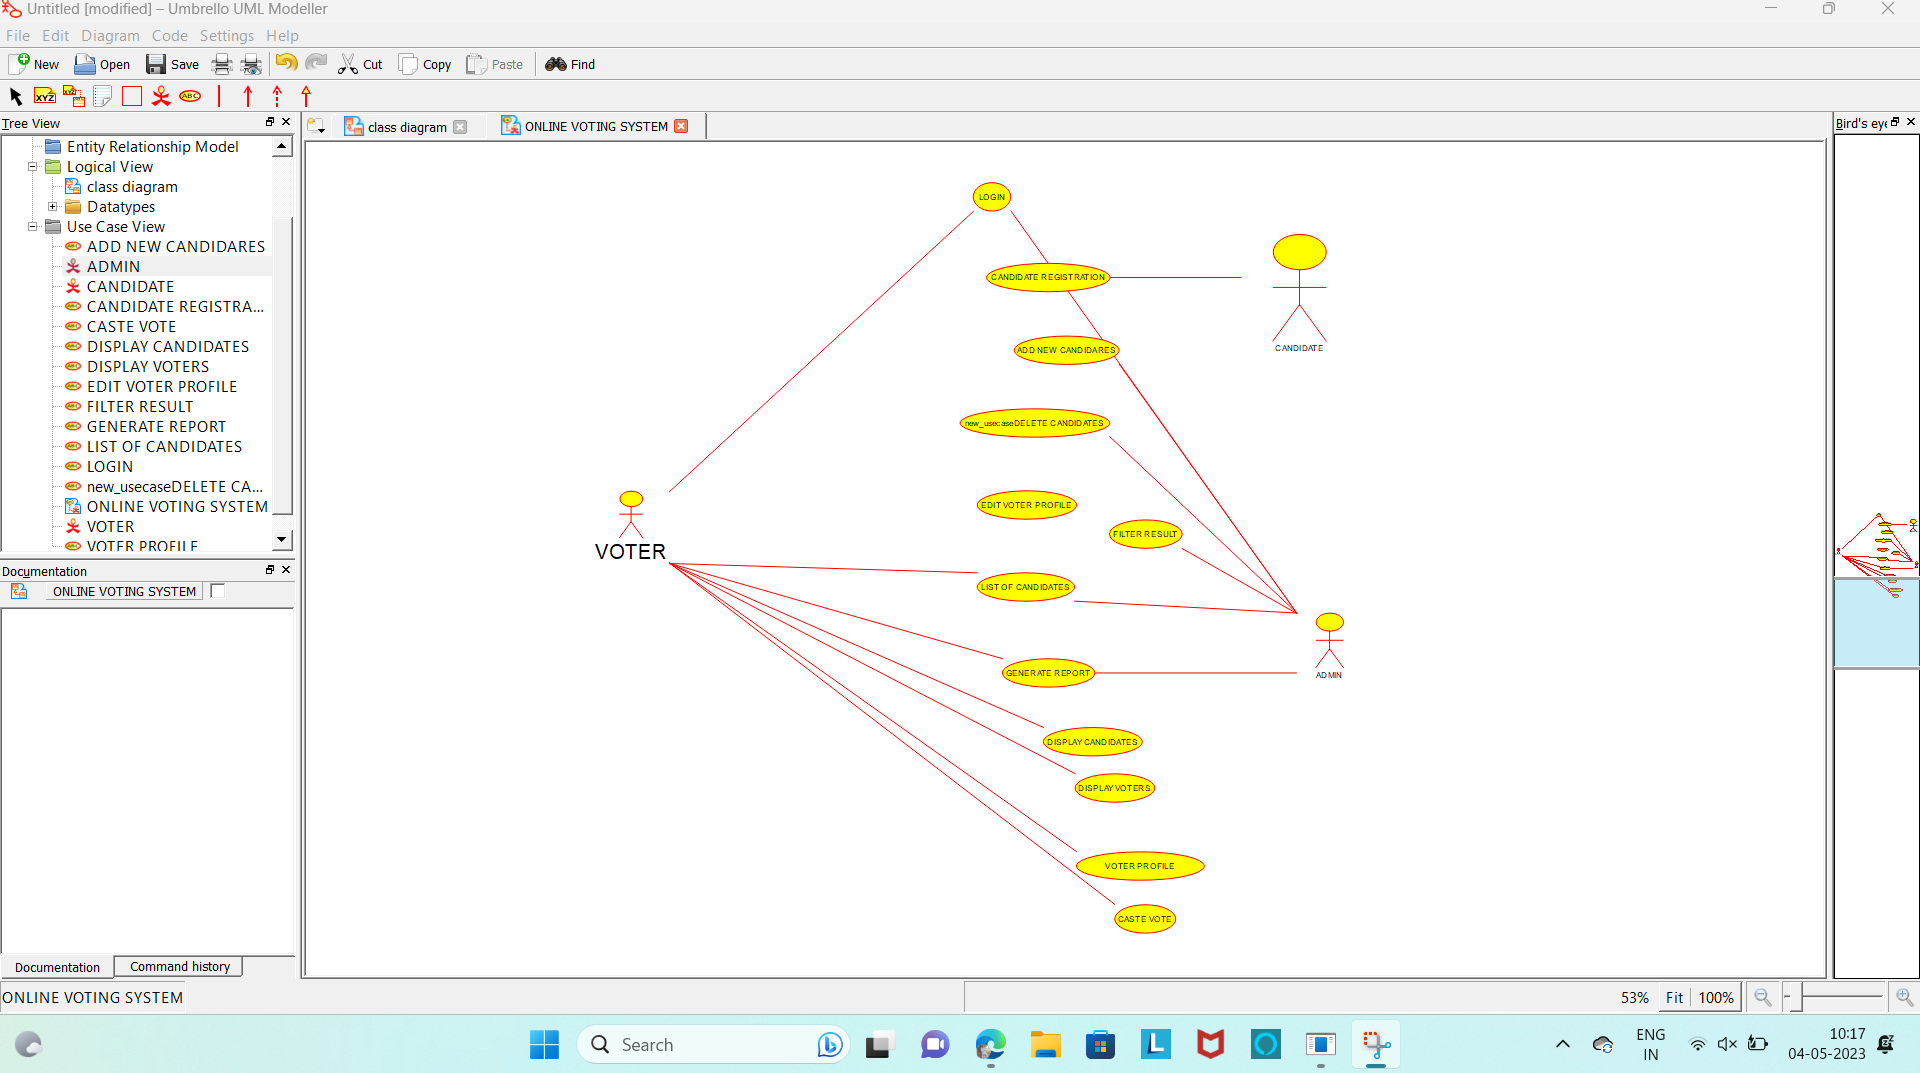 Untitled [modified] – Umbrello UML Modeller
File Edit Diagram Code Settings Help
New Open Save Cut Copy Paste Find
XYZ XYZ ABC
Tree View
class diagram ONLINE VOTING SYSTEM
Bird's eye
Entity Relationship Model
Logical View
class diagram
Datatypes
Use Case View
ADD NEW CANDIDARES
ADMIN
CANDIDATE
CANDIDATE REGISTRA...
CASTE VOTE
DISPLAY CANDIDATES
DISPLAY VOTERS
EDIT VOTER PROFILE
FILTER RESULT
GENERATE REPORT
LIST OF CANDIDATES
LOGIN
new_usecaseDELETE CA...
ONLINE VOTING SYSTEM
VOTER
VOTER PROFILE
Documentation
ONLINE VOTING SYSTEM
LOGIN
CANDIDATE REGISTRATION
CANDIDATE
ADD NEW CANDIDARES
new_usecaseDELETE CANDIDATES
EDIT VOTER PROFILE
FILTER RESULT
VOTER
LIST OF CANDIDATES
GENERATE REPORT
ADMIN
DISPLAY CANDIDATES
DISPLAY VOTERS
VOTER PROFILE
CASTE VOTE
Documentation Command history
ONLINE VOTING SYSTEM
53% Fit 100%
Search
L
ENG
IN
10:17
04-05-2023